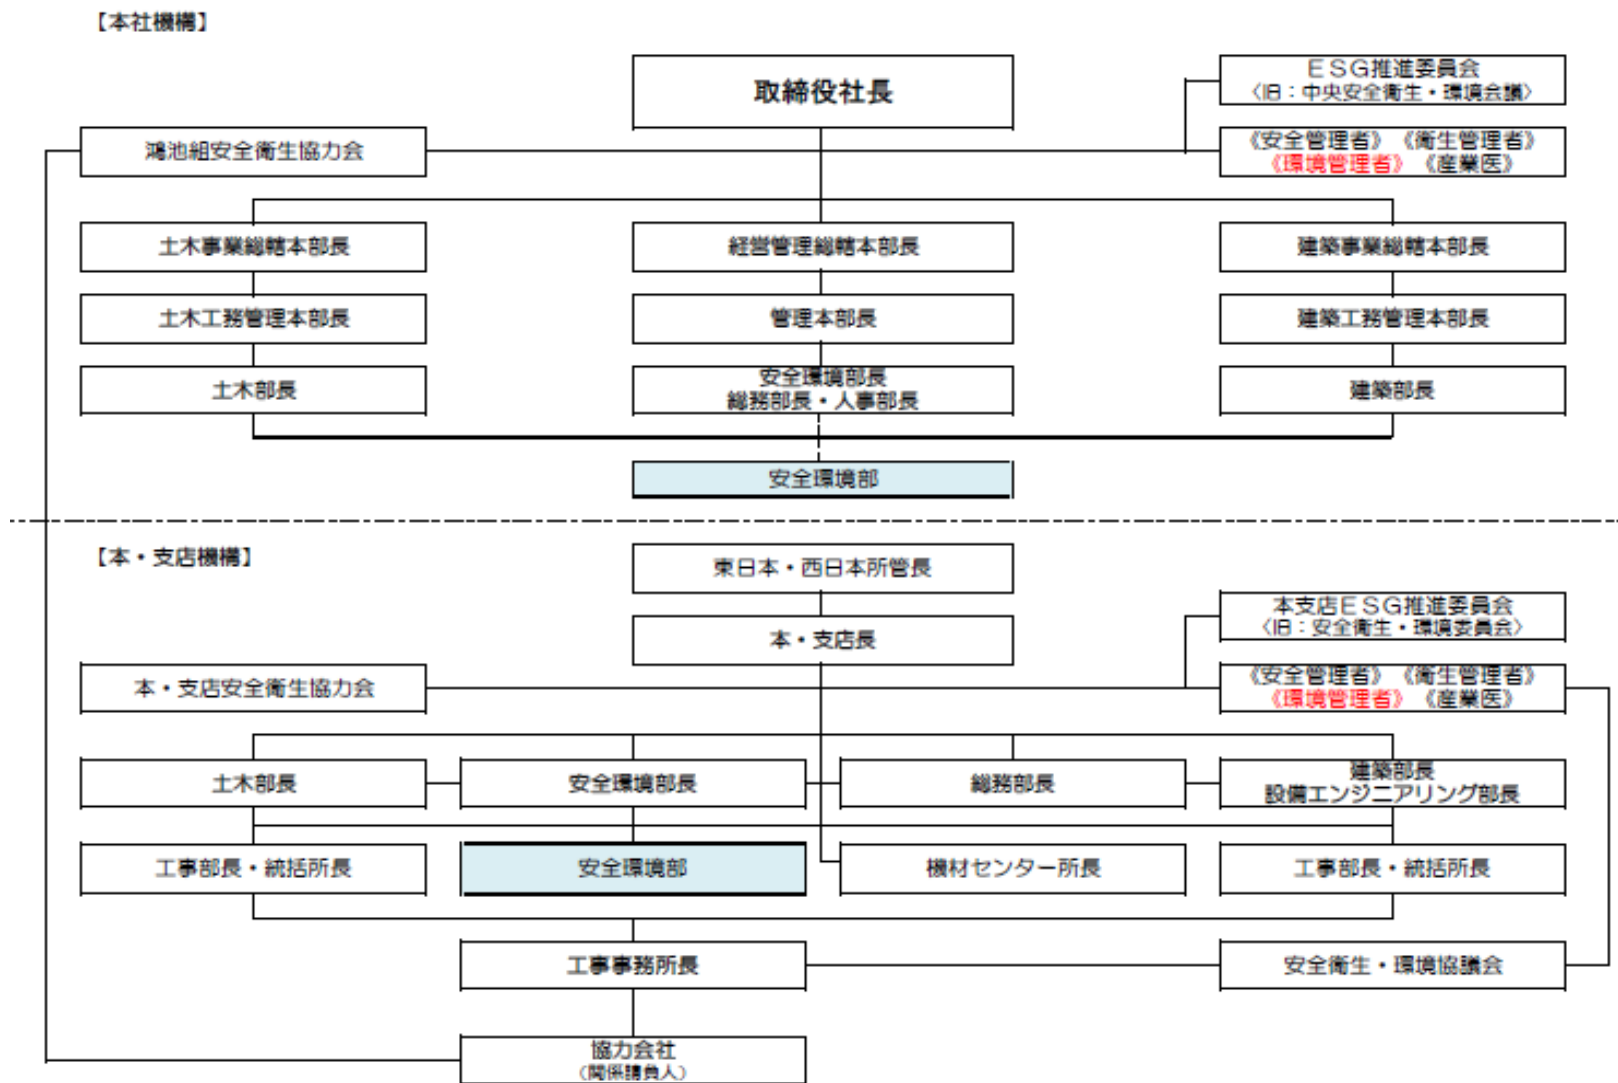 【本社機構】
取締役社長
ESG推進委員会
〈旧：中央安全衛生・環境会議〉
鴻池組安全衛生協力会
《安全管理者》《衛生管理者》
《環境管理者》《産業医》
土木事業総轄本部長
経営管理総轄本部長
建築事業総轄本部長
土木工務管理本部長
管理本部長
建築工務管理本部長
土木部長
安全環境部長
総務部長・人事部長
建築部長
安全環境部
【本・支店機構】
東日本・西日本所管長
本・支店長
本支店ESG推進委員会
〈旧：安全衛生・環境委員会〉
本・支店安全衛生協力会
《安全管理者》《衛生管理者》
《環境管理者》《産業医》
土木部長
安全環境部長
総務部長
建築部長
設備エンジニアリング部長
工事部長・統括所長
安全環境部
機材センター所長
工事部長・統括所長
工事事務所長
安全衛生・環境協議会
協力会社
（関係請負人）